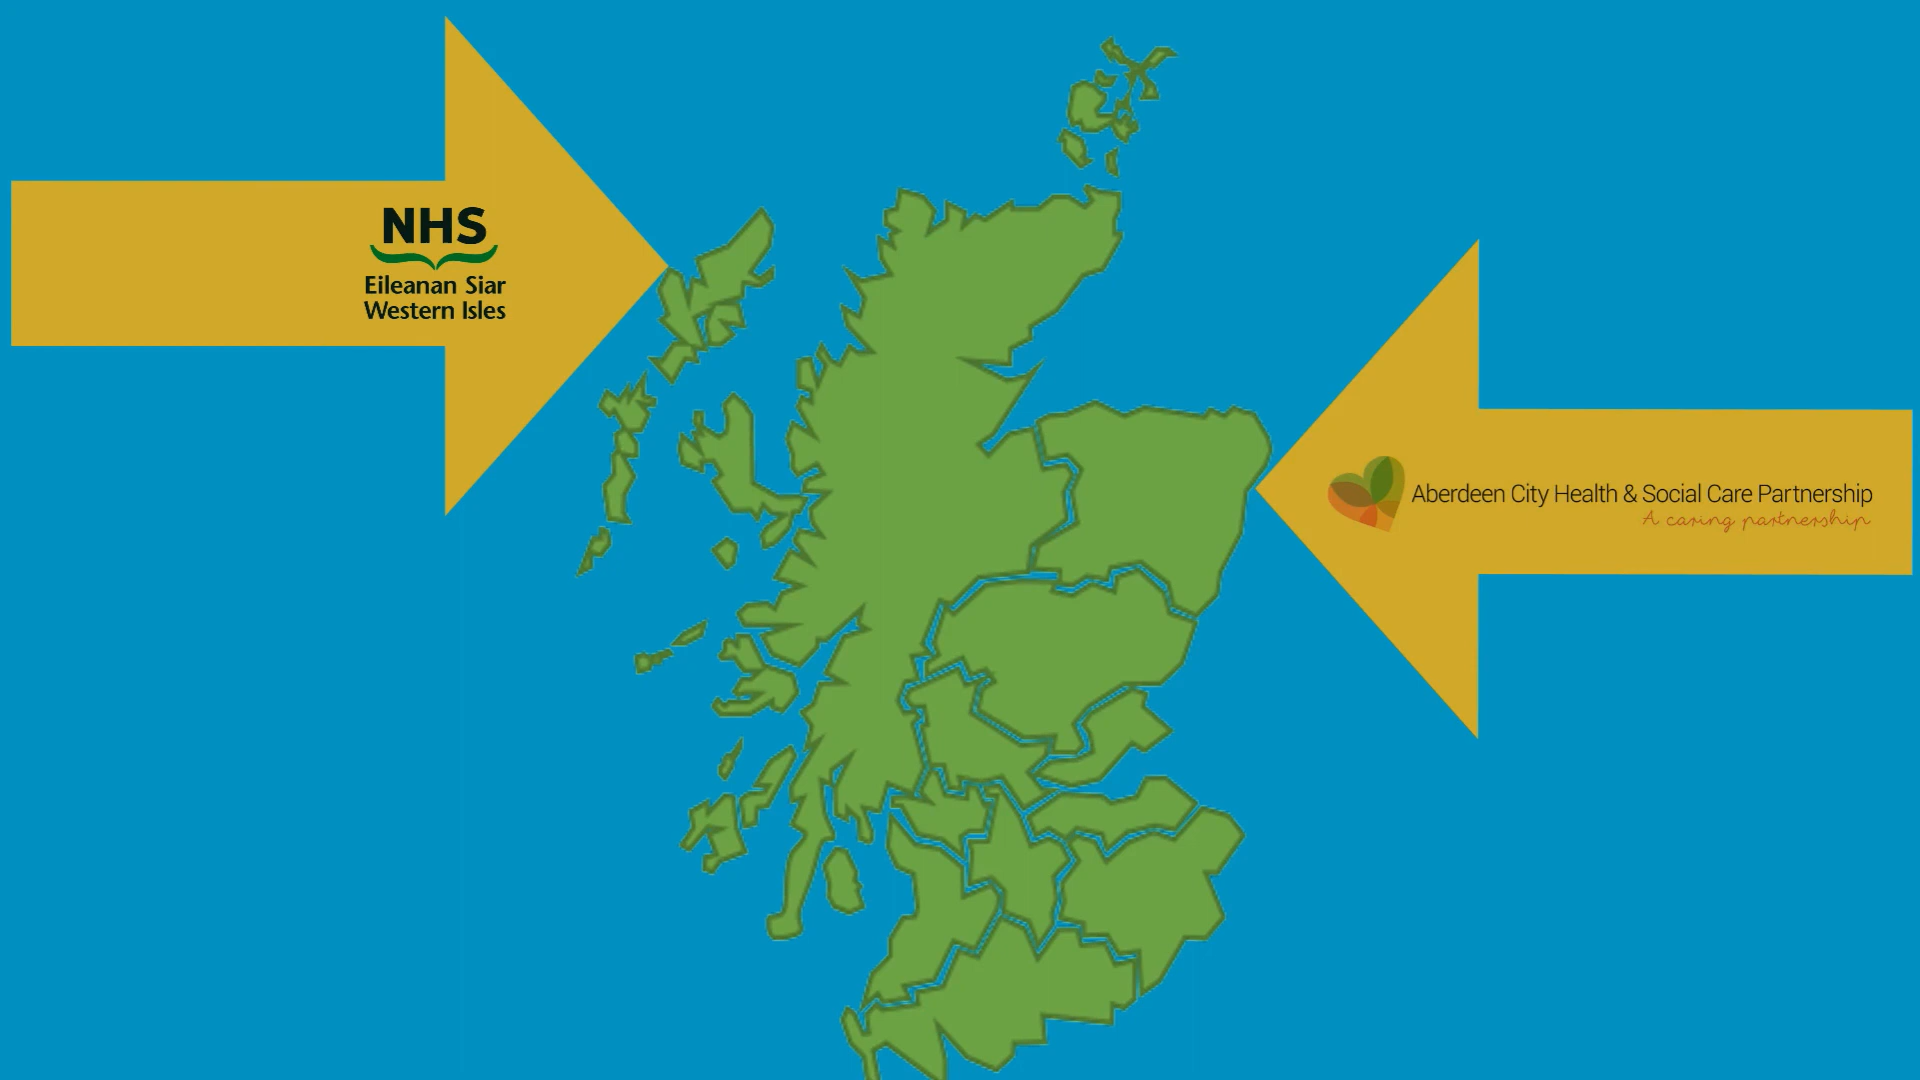 NHS
Eileanan Siar
Western Isles
Aberdeen City Health & Social Care Partnership
A caring partnership